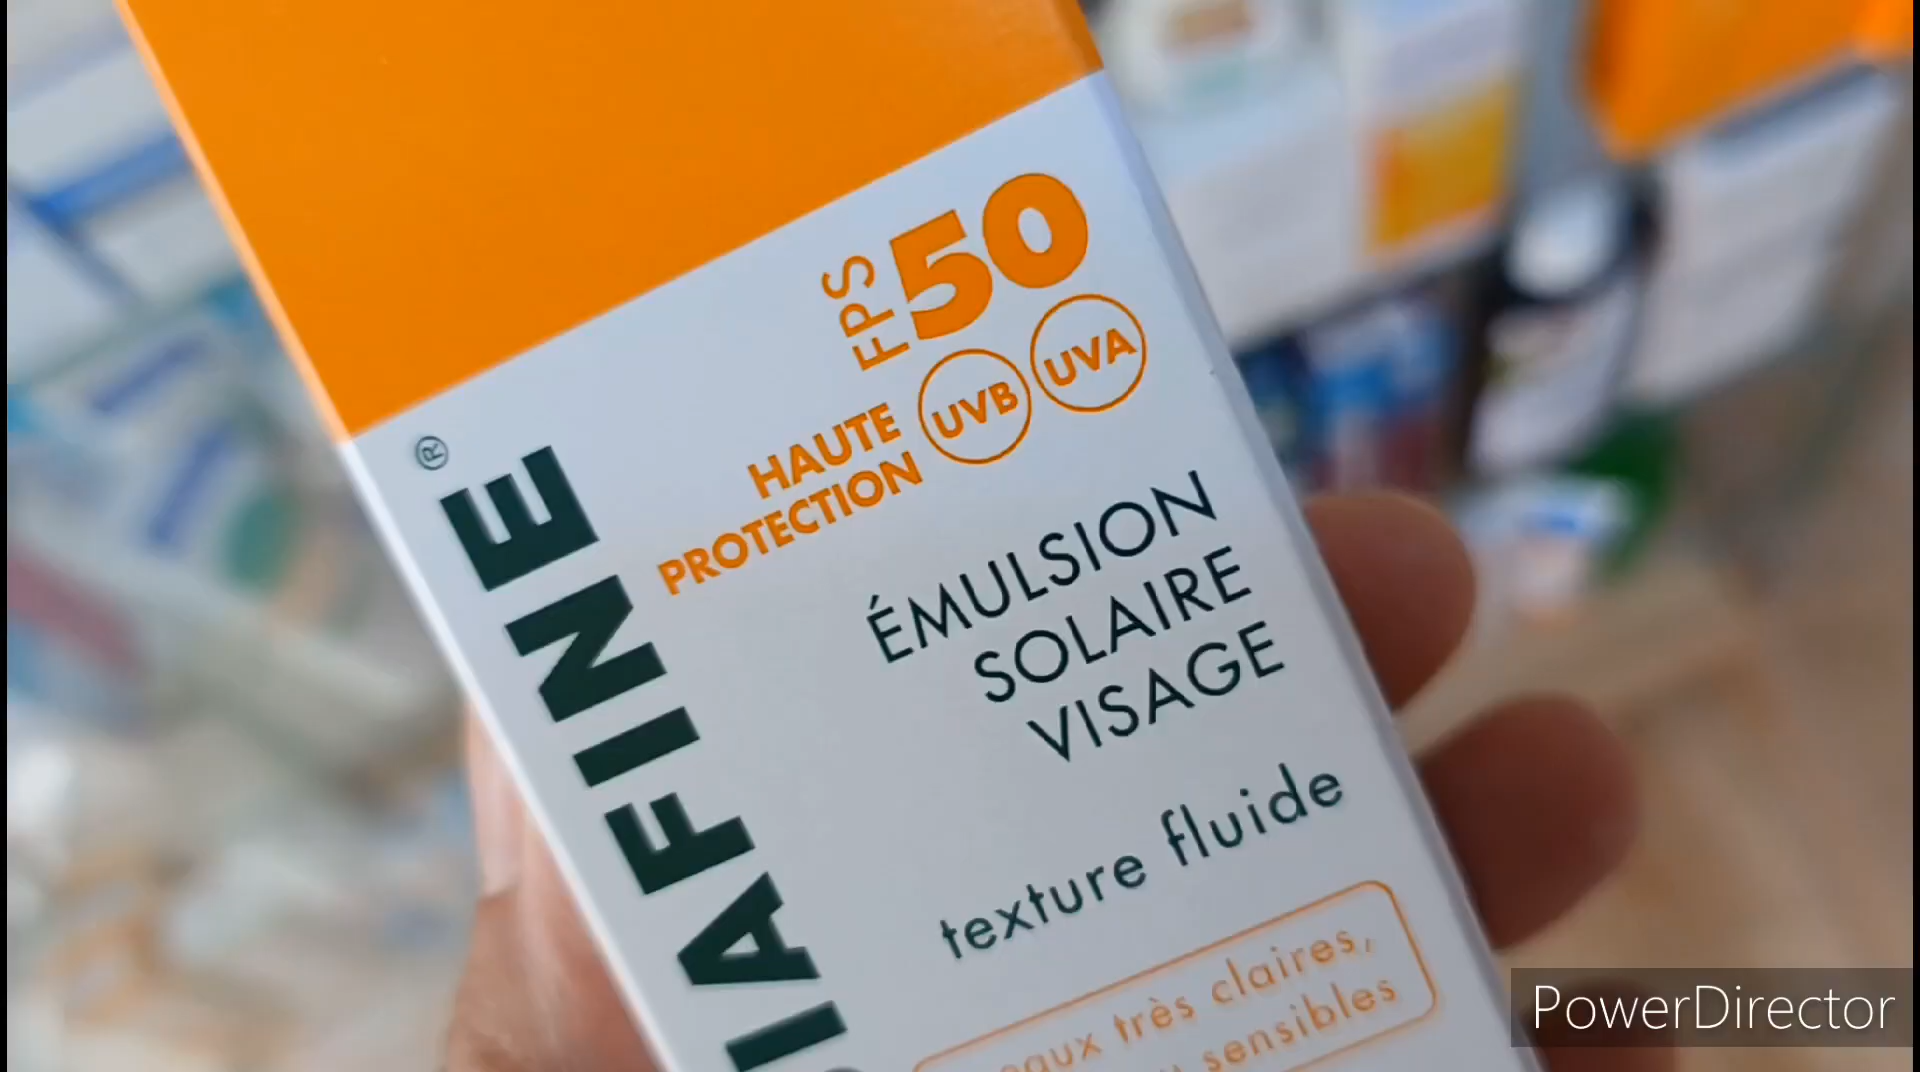 FPS 50
HAUTE
PROTECTION
UVB UVA
ÉMULSION
SOLAIRE
VISAGE
texture fluide
très claires,
sensibles
IAFINE®
PowerDirector